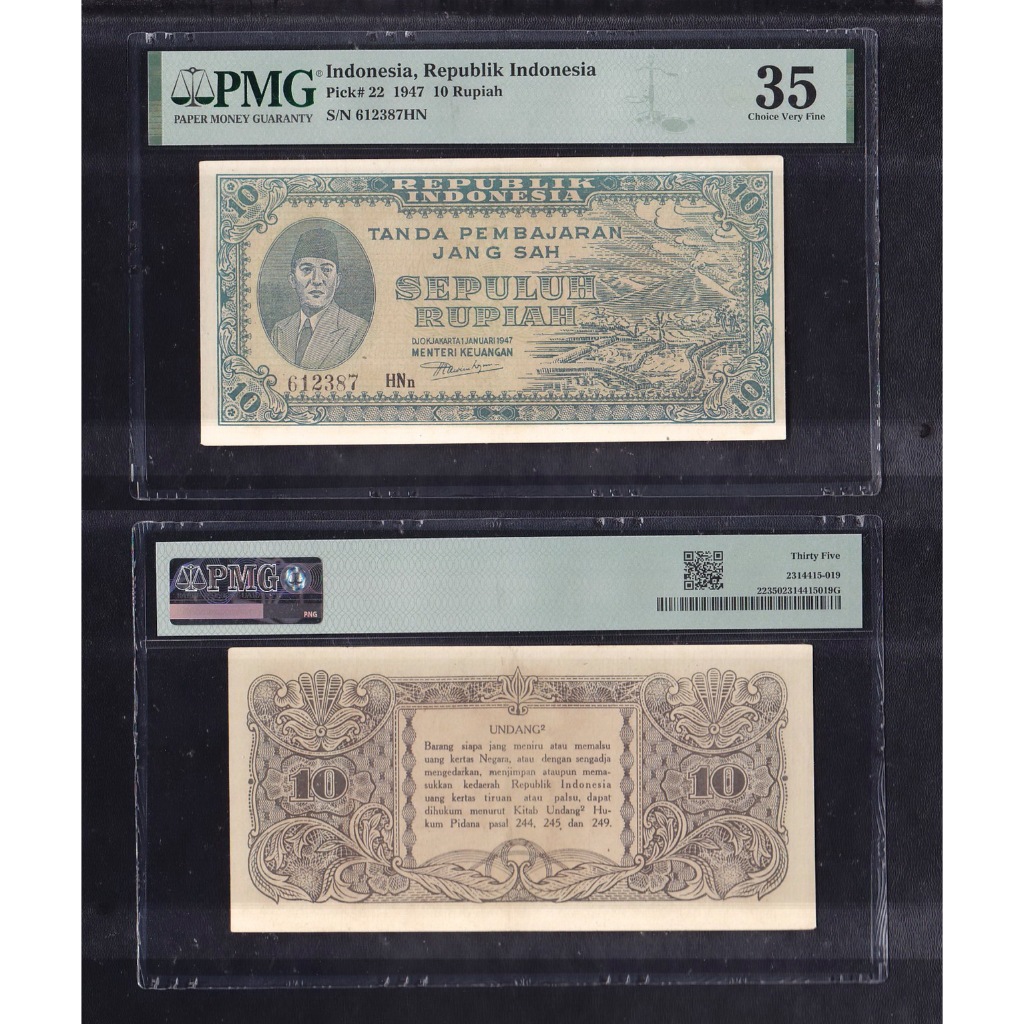 PMG®
PAPER MONEY GUARANTY
Indonesia, Republik Indonesia
Pick# 22 1947 10 Rupiah
S/N 612387HN
35
Choice Very Fine
10
REPUBLIK
INDONESIA
10
TANDA PEMBAJARAN
JANG SAH
SEPULUH
RUPIAH
DJOKJAKARTA 1 JANUARI 1947
MENTERI KEUANGAN
10
612387 HNn
10
PMG
PNG
Thirty Five
2314415-019
223502314415019G
UNDANG²
Barang siapa jang meniru atau memalsu
uang kertas Negara, atau dengan sengadja
mengedarkan, menjimpan ataupun mema-
sukkan kedaerah Republik Indonesia
uang kertas tiruan atau palsu, dapat
dihukum menurut Kitab Undang² Hu-
kum Pidana pasal 244, 245 dan 249.
10
10